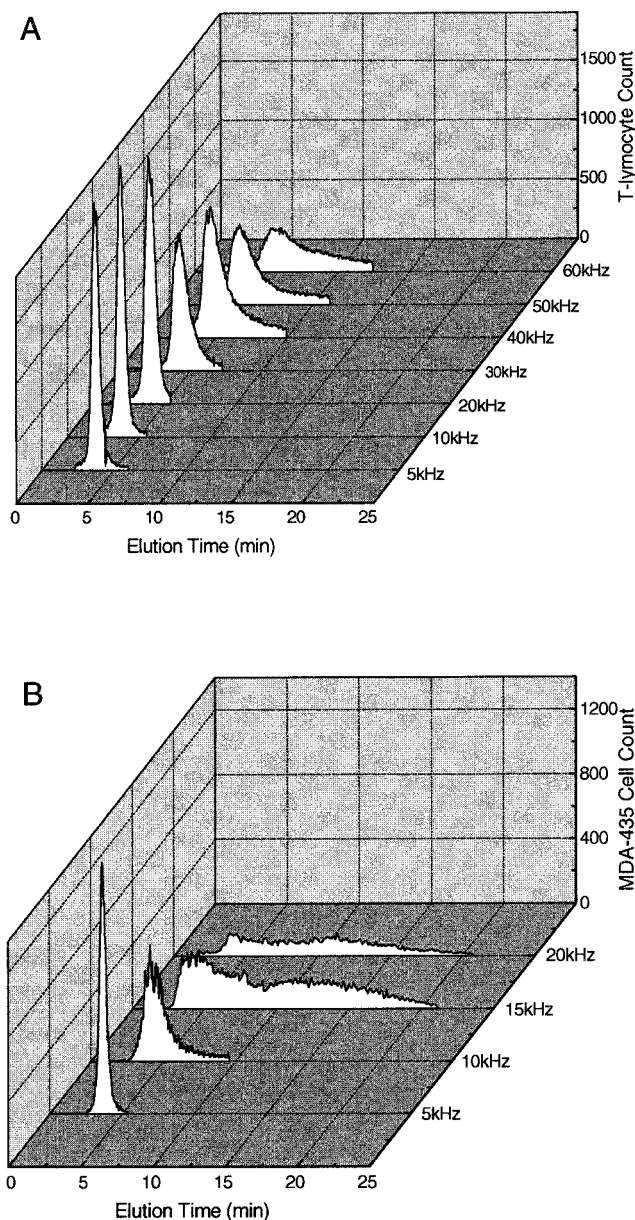 A
1500
1000
500
0
T-lymocyte Count
60kHz
50kHz
40kHz
30kHz
20kHz
10kHz
5kHz
0 5 10 15 20 25
Elution Time (min)
B
1200
800
400
0
MDA-435 Cell Count
20kHz
15kHz
10kHz
5kHz
0 5 10 15 20 25
Elution Time (min)